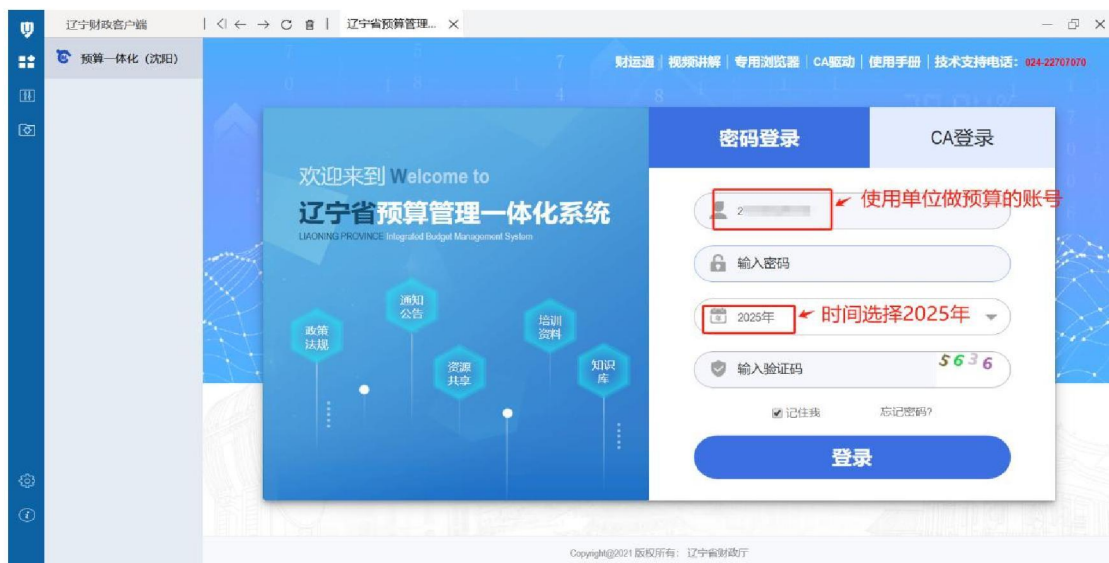 辽宁财政客户端
辽宁省预算管理...
预算一体化（沈阳）
财运通 | 视频讲解 | 专用浏览器 | CA驱动 | 使用手册 | 技术支持电话：024-22707070
密码登录
CA登录
欢迎来到 Welcome to
辽宁省预算管理一体化系统
LIAONING PROVINCE Integrated Budget Management System
通知
公告
政策
法规
培训
资料
资源
共享
知识
库
2
使用单位做预算的账号
输入密码
2025年
时间选择2025年
输入验证码
5636
记住我
忘记密码?
登录
Copyright@2021 版权所有： 辽宁省财政厅